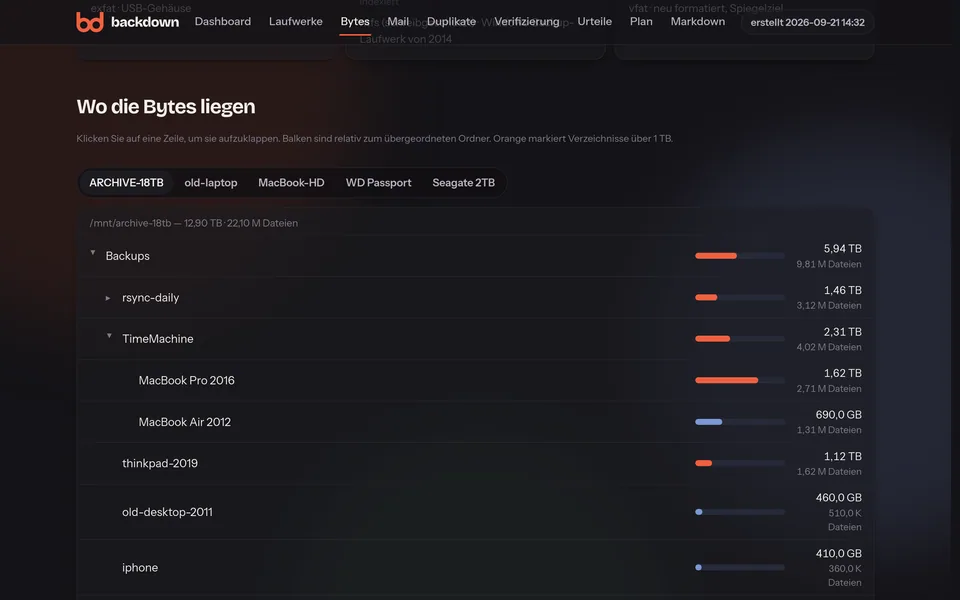 exfat · USB-Gehäuse
indexiert
vfat · neu formatiert, Spiegelziel
backdown
Dashboard
Laufwerke
Bytes
Mail
Duplikate
Verifizierung
Urteile
Plan
Markdown
erstellt 2026-09-21 14:32
Laufwerk von 2014
Wo die Bytes liegen
Klicken Sie auf eine Zeile, um sie aufzuklappen. Balken sind relativ zum übergeordneten Ordner. Orange markiert Verzeichnisse über 1 TB.
ARCHIVE-18TB
old-laptop
MacBook-HD
WD Passport
Seagate 2TB
/mnt/archive-18tb — 12,90 TB · 22,10 M Dateien
Backups
5,94 TB
9,81 M Dateien
rsync-daily
1,46 TB
3,12 M Dateien
TimeMachine
2,31 TB
4,02 M Dateien
MacBook Pro 2016
1,62 TB
2,71 M Dateien
MacBook Air 2012
690,0 GB
1,31 M Dateien
thinkpad-2019
1,12 TB
1,62 M Dateien
old-desktop-2011
460,0 GB
510,0 K
Dateien
iphone
410,0 GB
360,0 K
Dateien